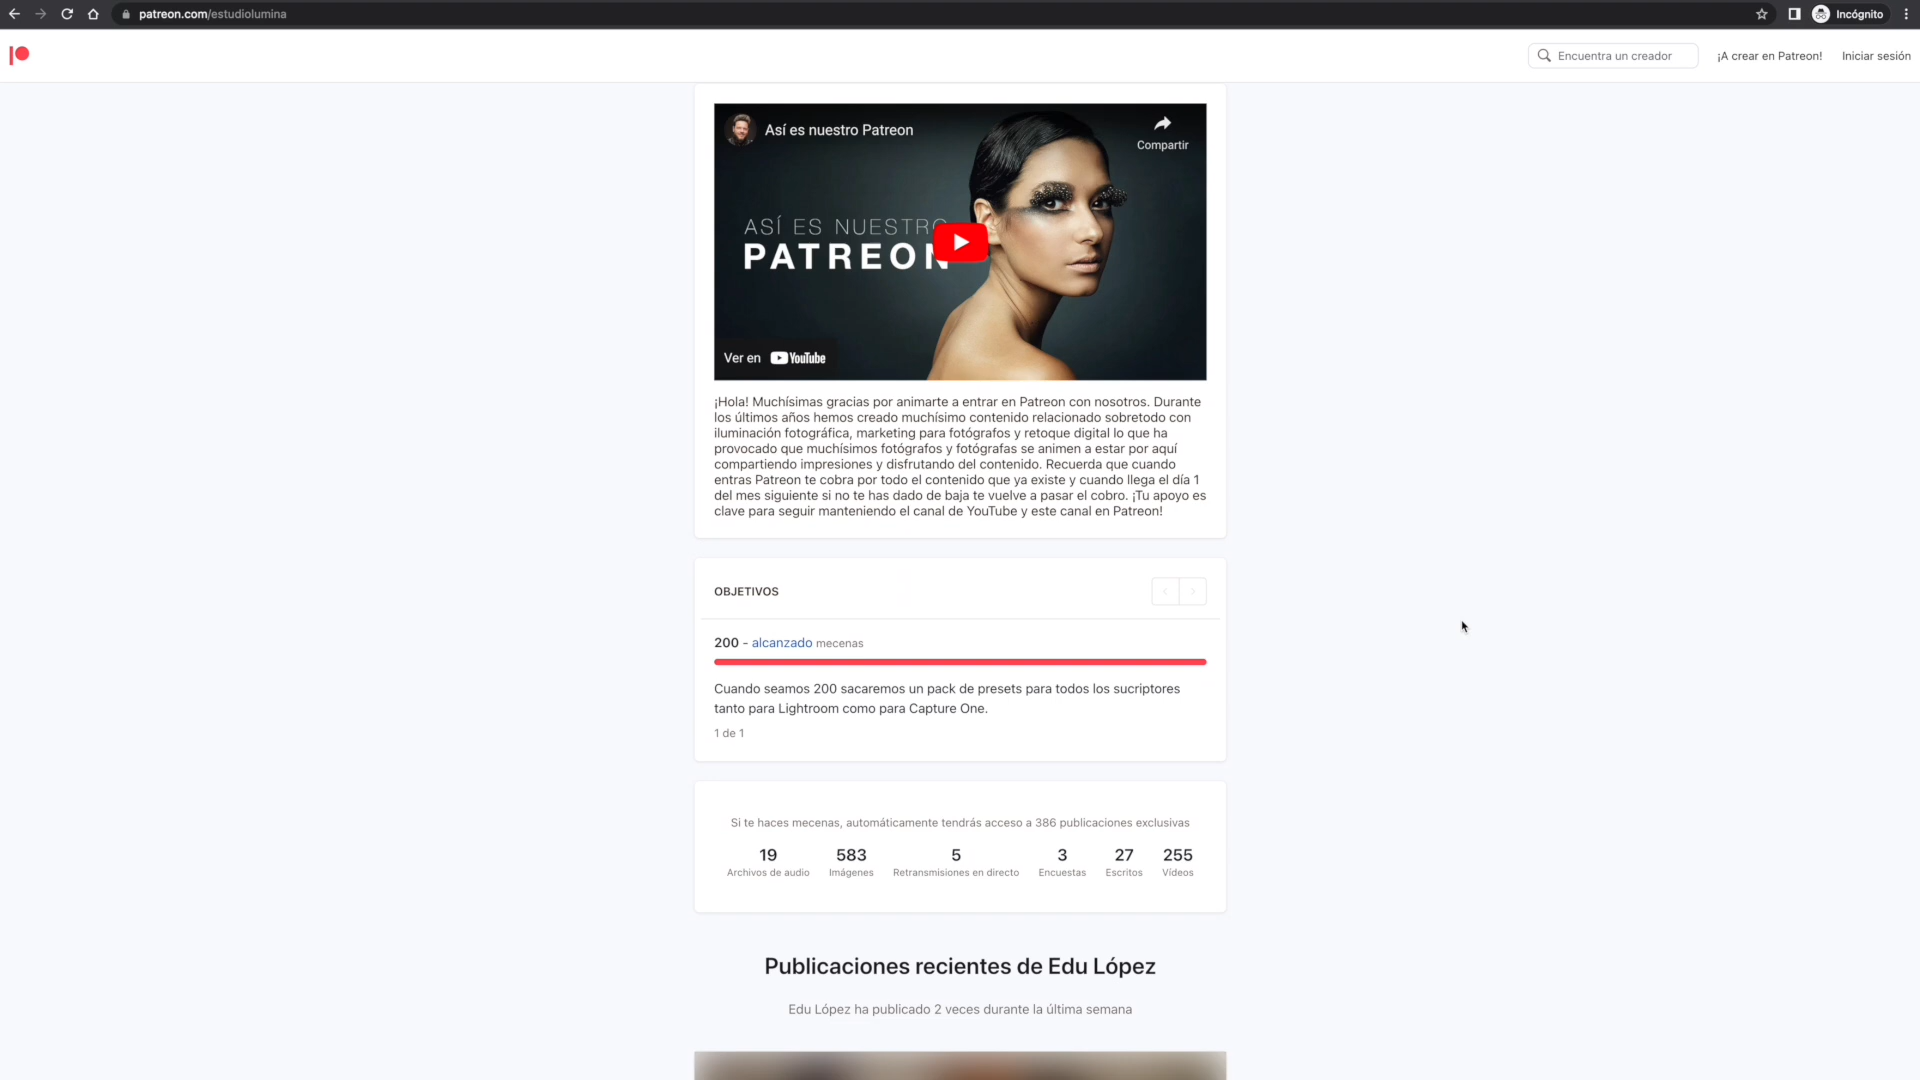 patreon.com/estudiolumina
Incógnito
Encuentra un creador
¡A crear en Patreon!
Iniciar sesión
Así es nuestro Patreon
Compartir
ASÍ ES NUESTRO
PATREON
Ver en YouTube
¡Hola! Muchísimas gracias por animarte a entrar en Patreon con nosotros. Durante
los últimos años hemos creado muchísimo contenido relacionado sobretodo con
iluminación fotográfica, marketing para fotógrafos y retoque digital lo que ha
provocado que muchísimos fotógrafos y fotógrafas se animen a estar por aquí
compartiendo impresiones y disfrutando del contenido. Recuerda que cuando
entras Patreon te cobra por todo el contenido que ya existe y cuando llega el día 1
del mes siguiente si no te has dado de baja te vuelve a pasar el cobro. ¡Tu apoyo es
clave para seguir manteniendo el canal de YouTube y este canal en Patreon!
OBJETIVOS
200 - alcanzado mecenas
Cuando seamos 200 sacaremos un pack de presets para todos los sucriptores
tanto para Lightroom como para Capture One.
1 de 1
Si te haces mecenas, automáticamente tendrás acceso a 386 publicaciones exclusivas
19 583 5 3 27 255
Archivos de audio Imágenes Retransmisiones en directo Encuestas Escritos Vídeos
Publicaciones recientes de Edu López
Edu López ha publicado 2 veces durante la última semana